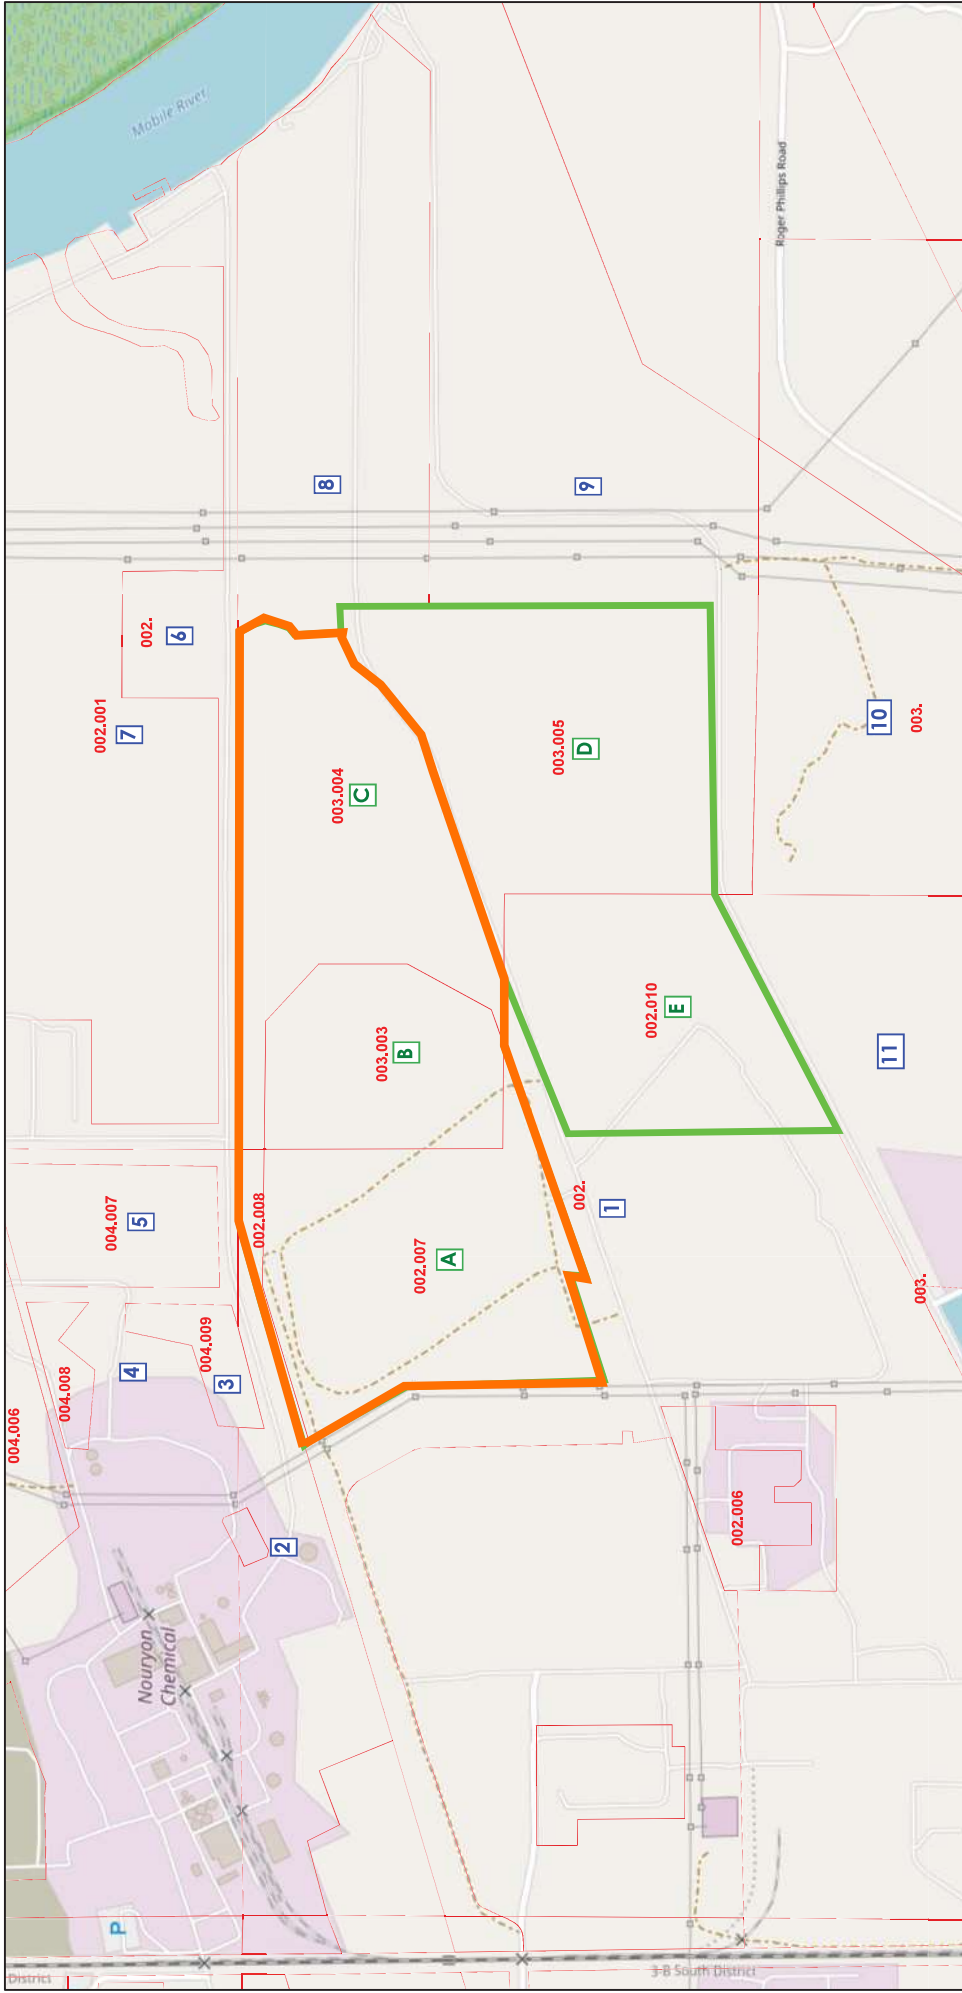 Mobile River
Roger Phillips Road
8
9
002.
6
002.001
7
003.004
C
003.005
D
10
003.
003.003
B
002.010
E
11
004.007
5
002.008
002.007
A
002.
1
003.
004.006
004.008
4
004.009
3
2
002.006
Nouryon
Chemical
P
District
3-B South District